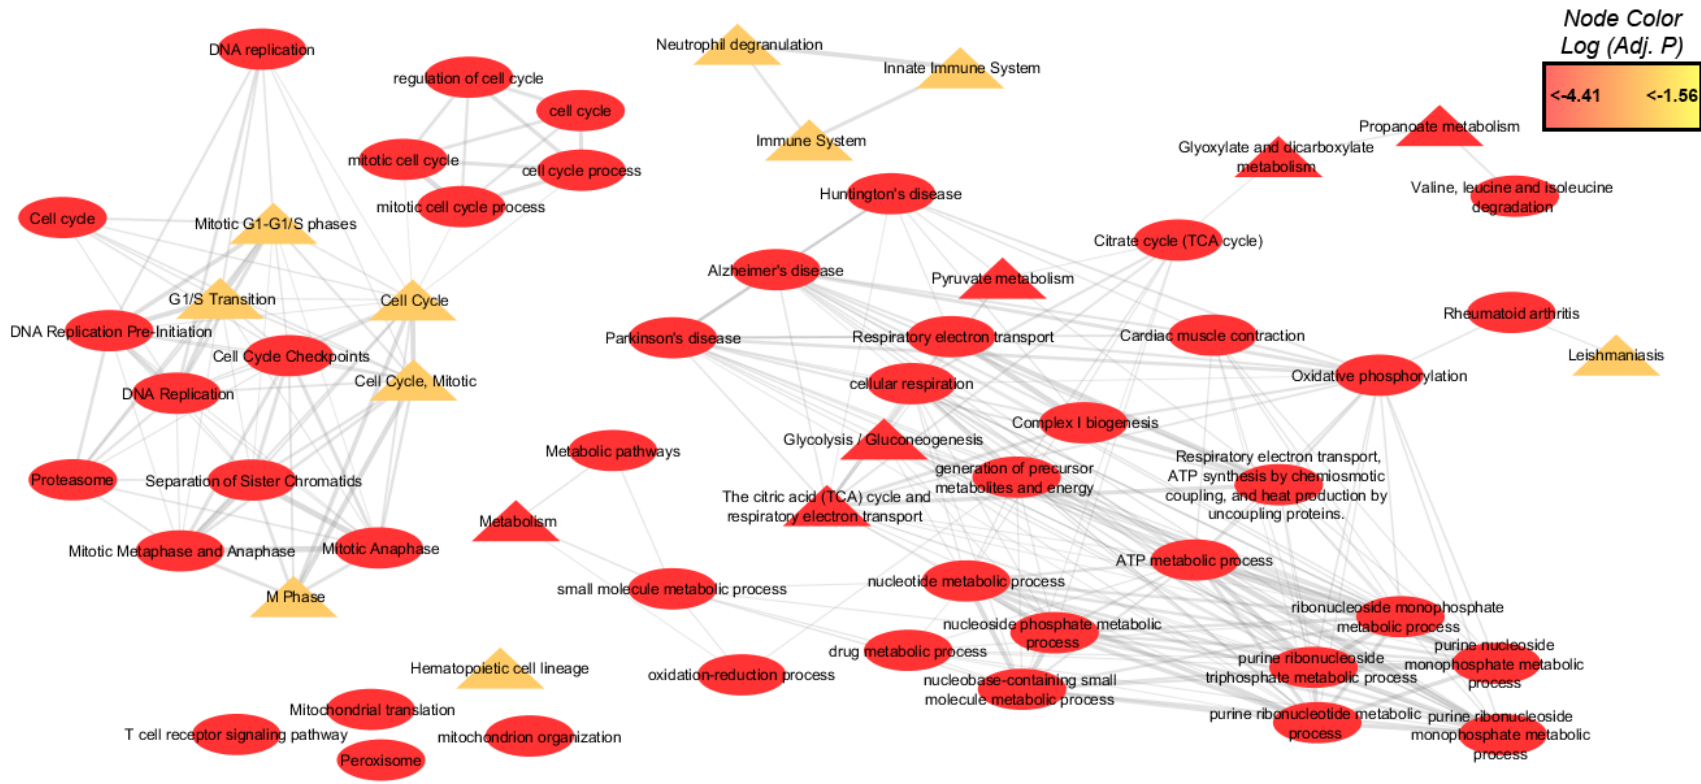 Node Color
Log (Adj. P)
<-4.41
<-1.56
DNA replication
regulation of cell cycle
cell cycle
mitotic cell cycle
cell cycle process
mitotic cell cycle process
Neutrophil degranulation
Innate Immune System
Immune System
Propanoate metabolism
Glyoxylate and dicarboxylate
metabolism
Valine, leucine and isoleucine
degradation
Huntington's disease
Citrate cycle (TCA cycle)
Alzheimer's disease
Pyruvate metabolism
Parkinson's disease
Respiratory electron transport
Cardiac muscle contraction
Rheumatoid arthritis
Leishmaniasis
Oxidative phosphorylation
cellular respiration
Complex I biogenesis
Glycolysis / Gluconeogenesis
generation of precursor
metabolites and energy
Respiratory electron transport,
ATP synthesis by chemiosmotic
coupling, and heat production by
uncoupling proteins.
The citric acid (TCA) cycle and
respiratory electron transport
Cell cycle
Mitotic G1-G1/S phases
G1/S Transition
Cell Cycle
DNA Replication Pre-Initiation
Cell Cycle Checkpoints
Cell Cycle, Mitotic
DNA Replication
Proteasome
Separation of Sister Chromatids
Mitotic Metaphase and Anaphase
Mitotic Anaphase
M Phase
Metabolic pathways
Metabolism
small molecule metabolic process
oxidation-reduction process
ATP metabolic process
nucleotide metabolic process
nucleoside phosphate metabolic
process
drug metabolic process
nucleobase-containing small
molecule metabolic process
ribonucleoside monophosphate
metabolic process
purine nucleoside
monophosphate metabolic
process
purine ribonucleoside
triphosphate metabolic process
purine ribonucleotide metabolic
process
purine ribonucleoside
monophosphate metabolic
process
Hematopoietic cell lineage
Mitochondrial translation
T cell receptor signaling pathway
mitochondrion organization
Peroxisome